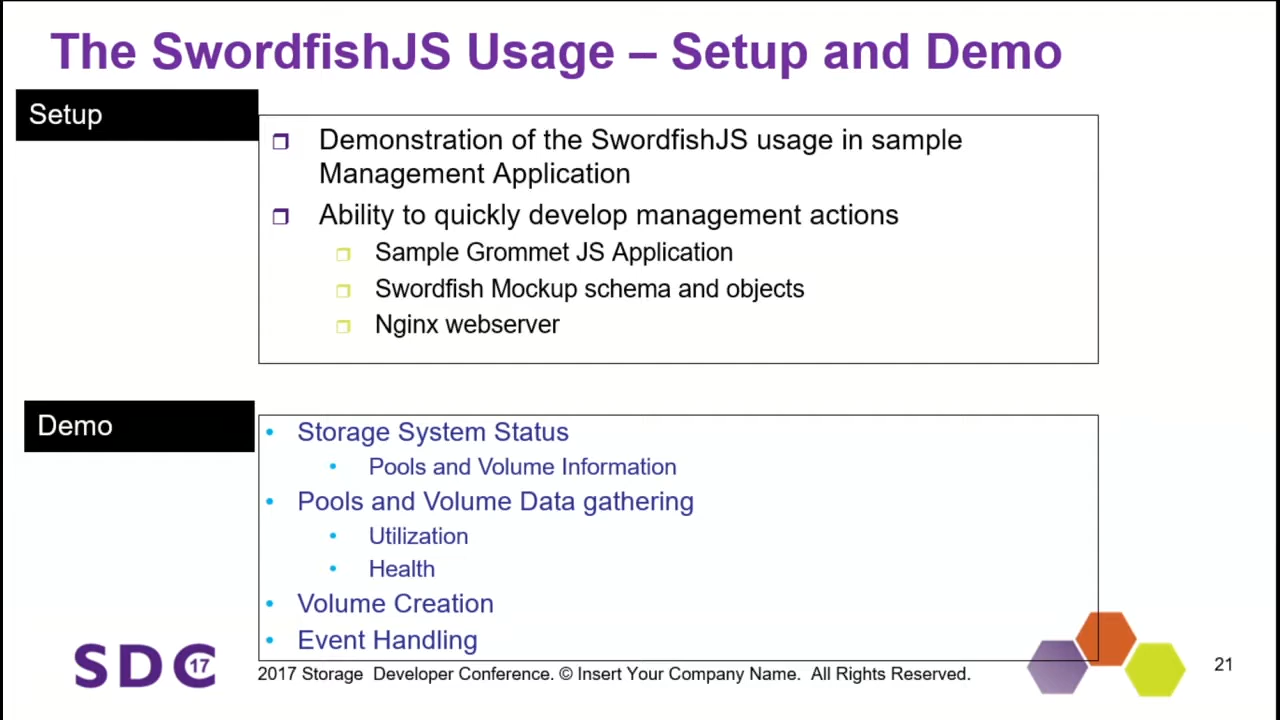 The SwordfishJS Usage – Setup and Demo
Setup
Demonstration of the SwordfishJS usage in sample
Management Application
Ability to quickly develop management actions
Sample Grommet JS Application
Swordfish Mockup schema and objects
Nginx webserver
Demo
Storage System Status
Pools and Volume Information
Pools and Volume Data gathering
Utilization
Health
Volume Creation
Event Handling
SDC 17
2017 Storage Developer Conference. © Insert Your Company Name. All Rights Reserved.
21